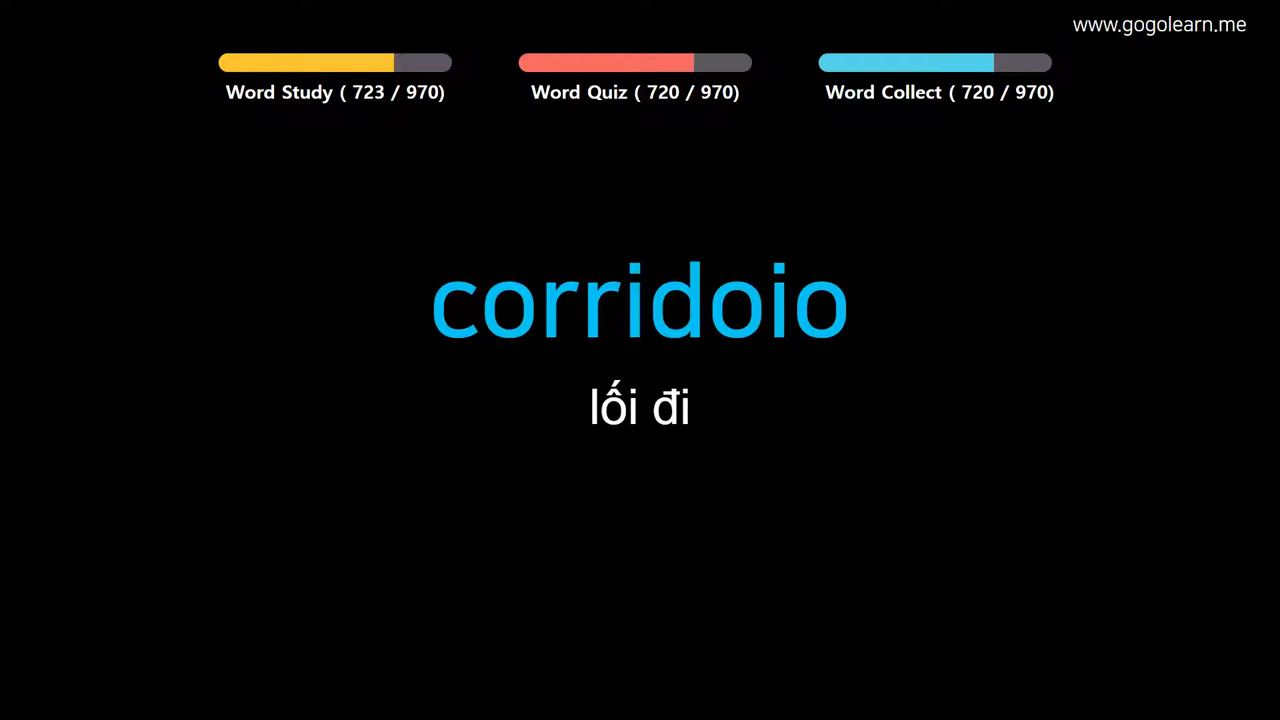 www.gogolearn.me
Word Study ( 723 / 970)
Word Quiz ( 720 / 970)
Word Collect ( 720 / 970)
corridoio
lối đi